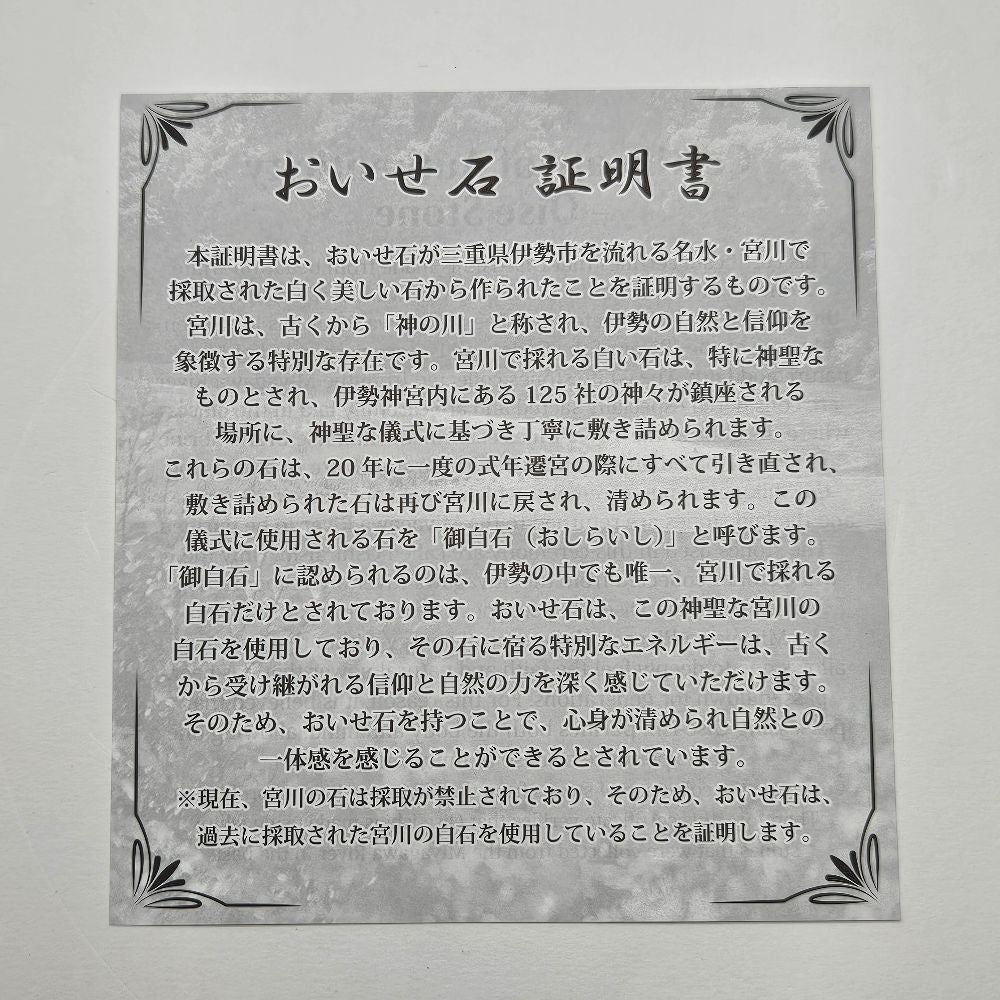 おいせ石 証明書
本証明書は、おいせ石が三重県伊勢市を流れる名水・宮川で
採取された白く美しい石から作られたことを証明するものです。
宮川は、古くから「神の川」と称され、伊勢の自然と信仰を
象徴する特別な存在です。宮川で採れる白い石は、特に神聖な
ものとされ、伊勢神宮内にある 125 社の神々が鎮座される
場所に、神聖な儀式に基づき丁寧に敷き詰められます。
これらの石は、20 年に一度の式年遷宮の際にすべて引き直され、
敷き詰められた石は再び宮川に戻され、清められます。この
儀式に使用される石を「御白石（おしらいし）」と呼びます。
「御白石」に認められるのは、伊勢の中でも唯一、宮川で採れる
白石だけとされております。おいせ石は、この神聖な宮川の
白石を使用しており、その石に宿る特別なエネルギーは、古く
から受け継がれる信仰と自然の力を深く感じていただけます。
そのため、おいせ石を持つことで、心身が清められ自然との
一体感を感じることができるとされています。
※現在、宮川の石は採取が禁止されており、そのため、おいせ石は、
過去に採取された宮川の白石を使用していることを証明します。